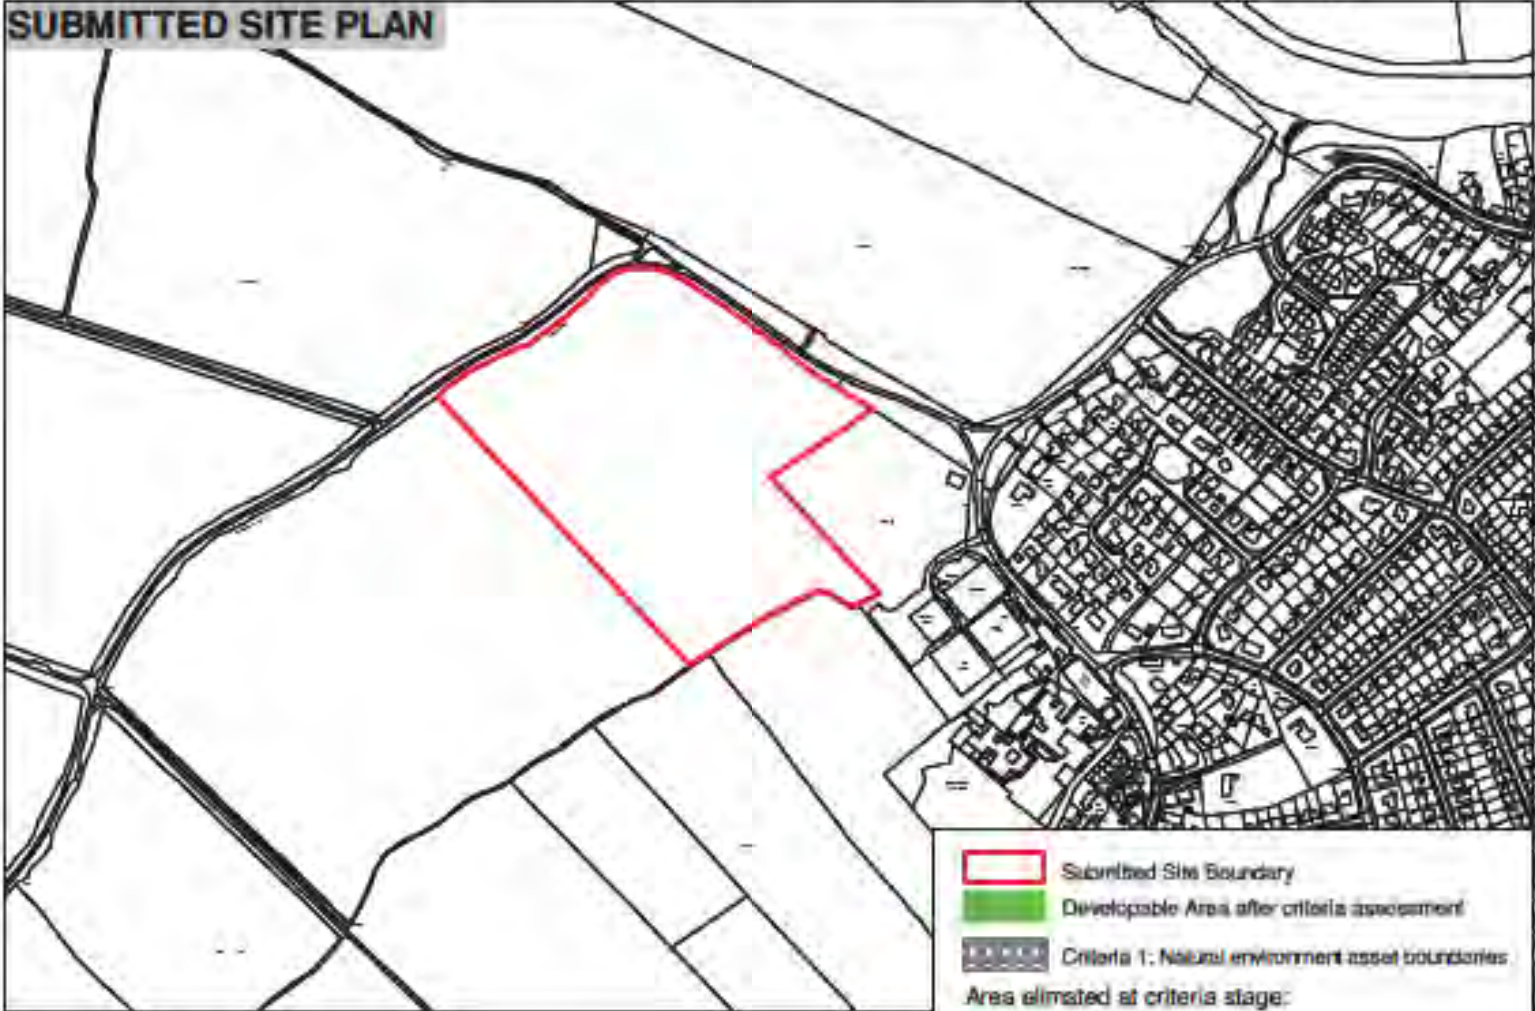 SUBMITTED SITE PLAN
Submitted Site Boundary
Developable Area after criteria assessment
Criteria 1: Natural environment asset boundaries
Area elimated at criteria stage: